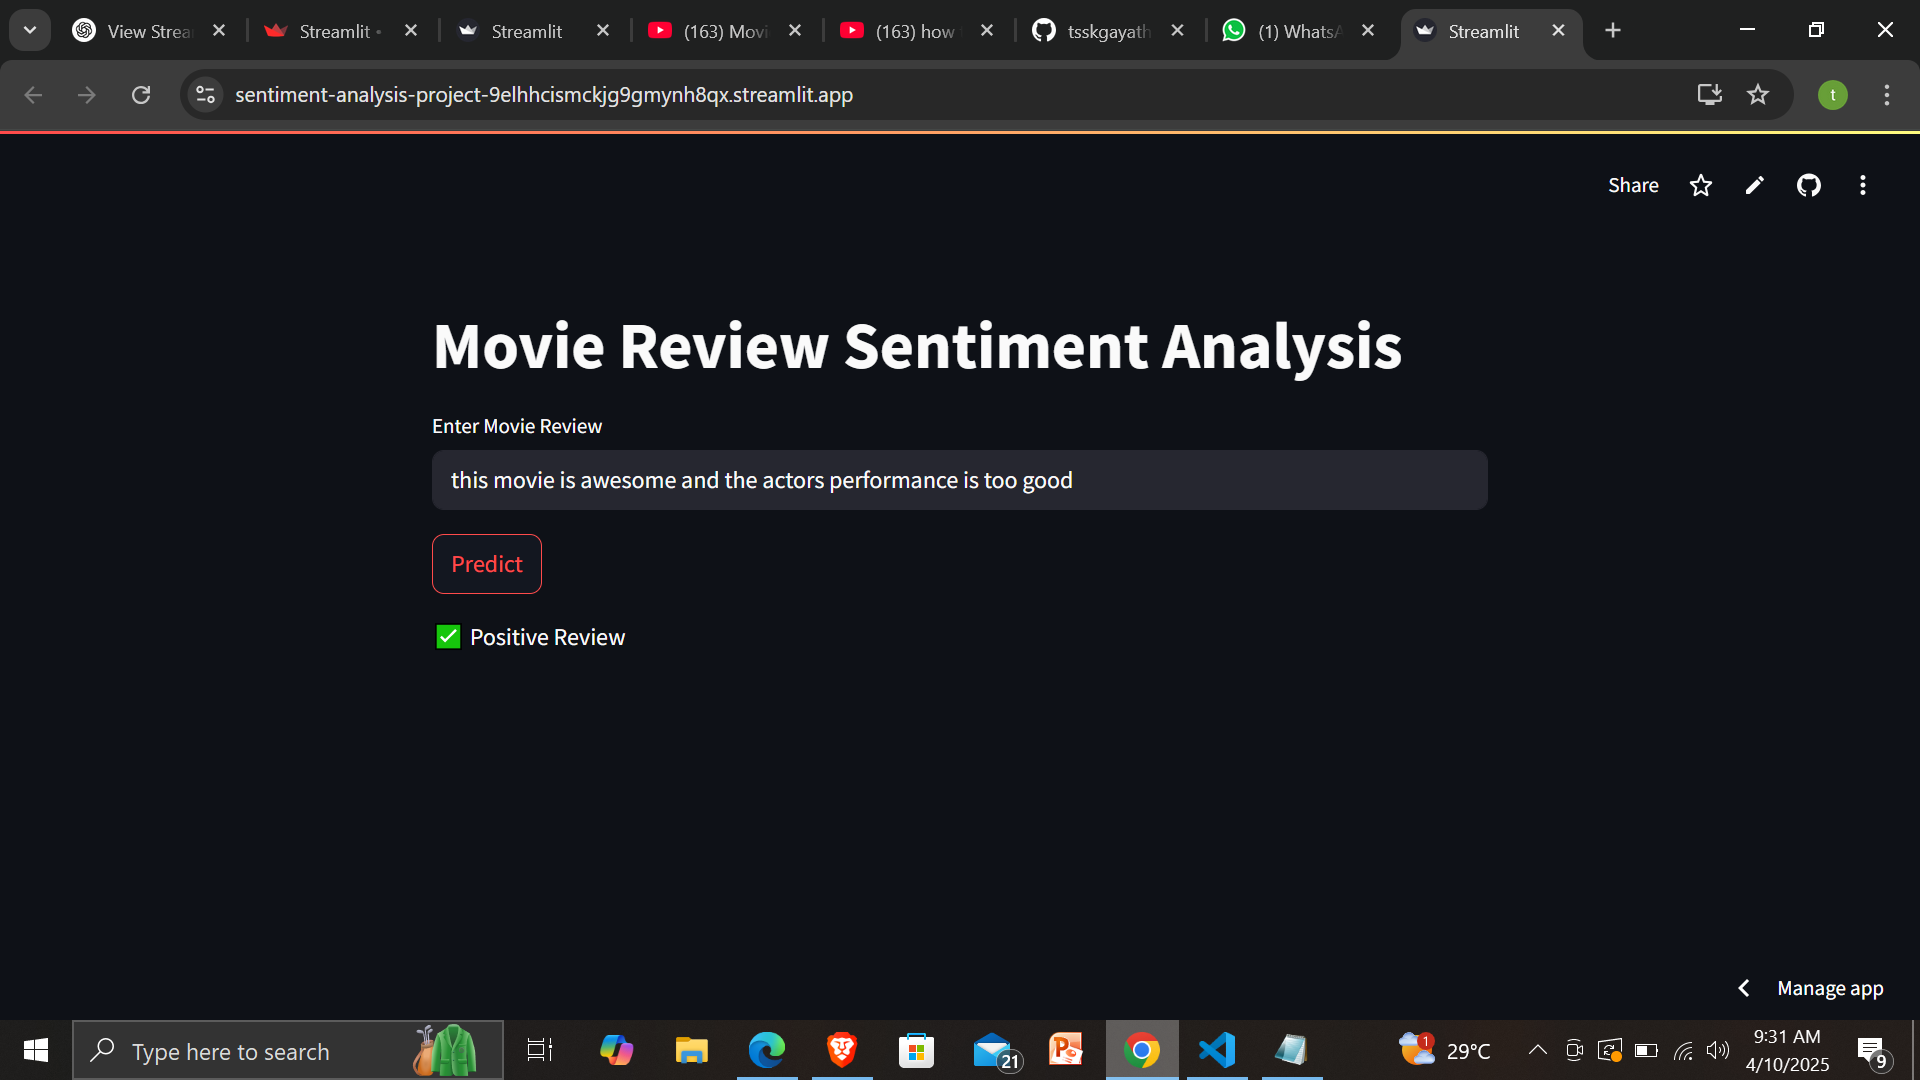 View Strea
Streamlit •
Streamlit
(163) Movi
(163) how
tsskgayath
(1) WhatsA
Streamlit
sentiment-analysis-project-9elhhcismckjg9gmynh8qx.streamlit.app
t
Share
Movie Review Sentiment Analysis
Enter Movie Review
this movie is awesome and the actors performance is too good
Predict
Positive Review
Manage app
Type here to search
21
1
29°C
9:31 AM
4/10/2025
9